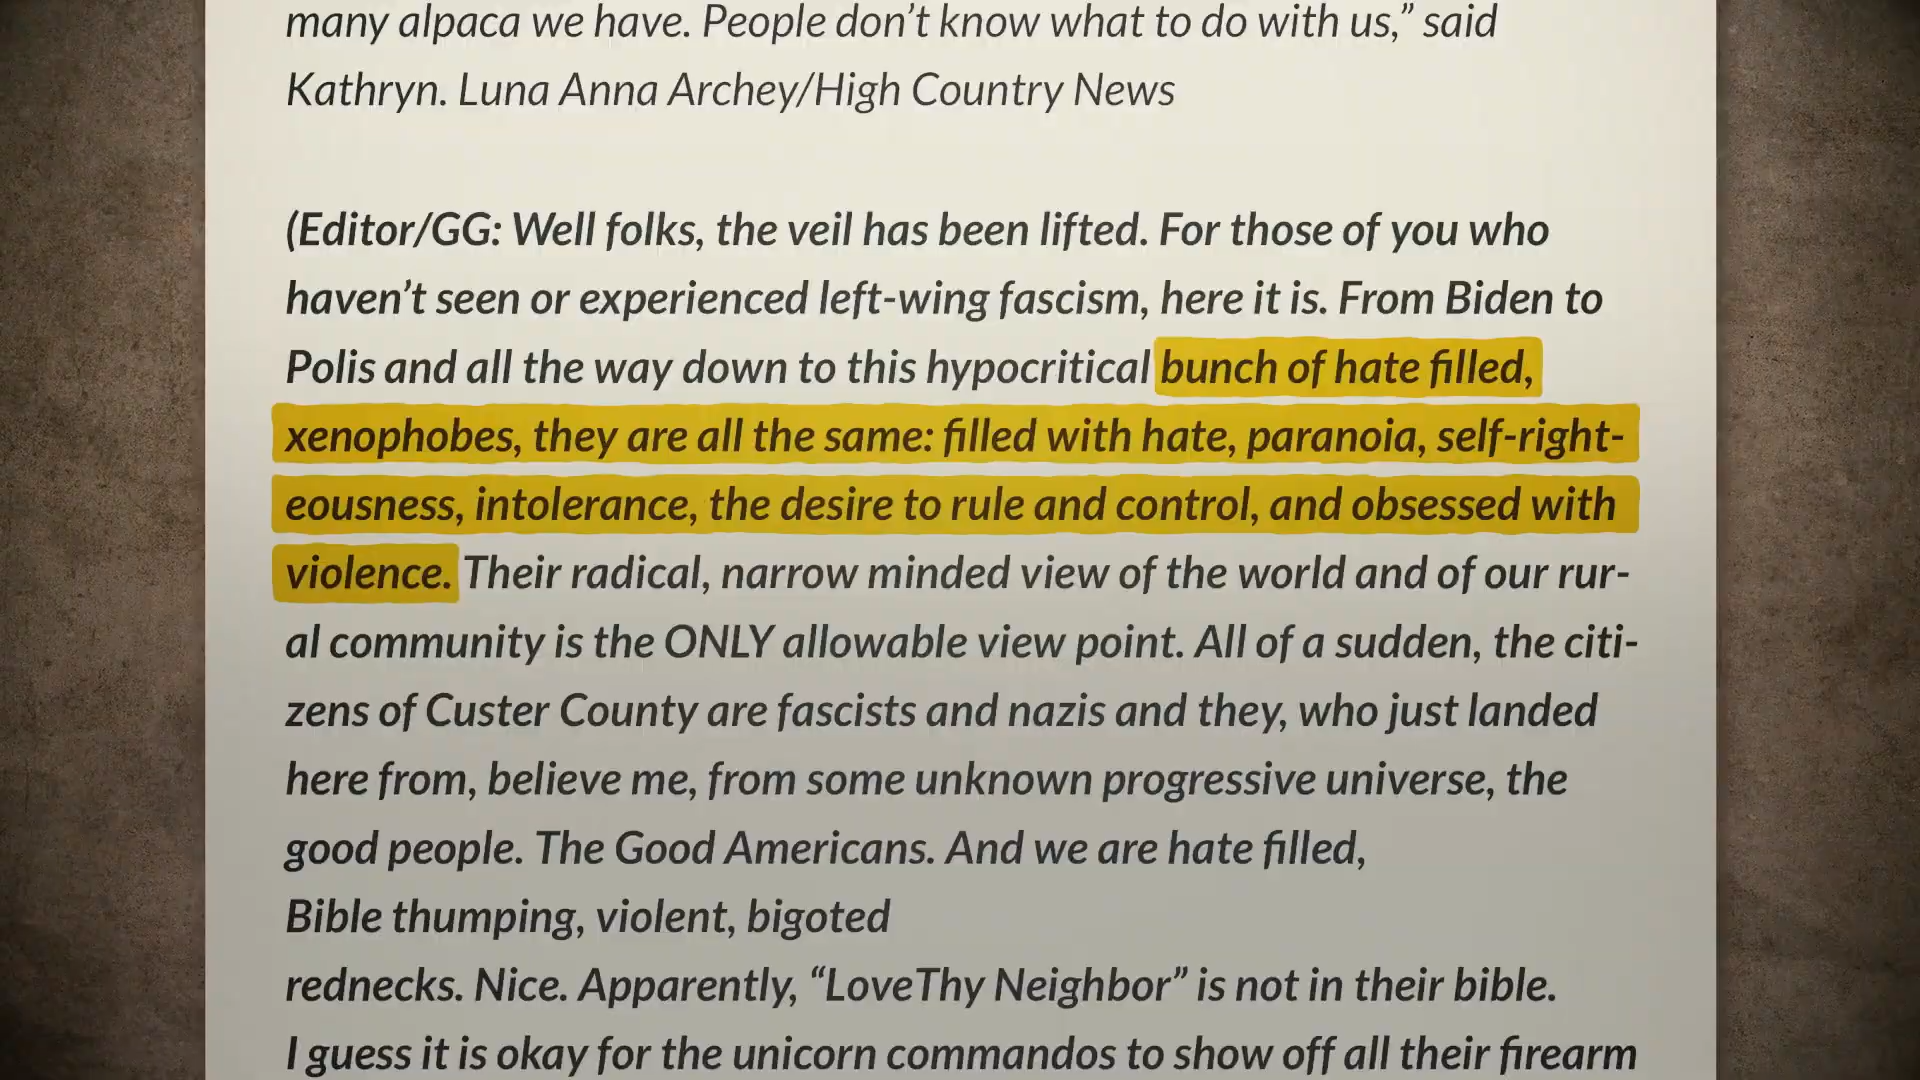 many alpaca we have. People don’t know what to do with us,” said
Kathryn. Luna Anna Archey/High Country News
(Editor/GG: Well folks, the veil has been lifted. For those of you who
haven’t seen or experienced left-wing fascism, here it is. From Biden to
Polis and all the way down to this hypocritical bunch of hate filled,
xenophobes, they are all the same: filled with hate, paranoia, self-right-
eousness, intolerance, the desire to rule and control, and obsessed with
violence. Their radical, narrow minded view of the world and of our rur-
al community is the ONLY allowable view point. All of a sudden, the citi-
zens of Custer County are fascists and nazis and they, who just landed
here from, believe me, from some unknown progressive universe, the
good people. The Good Americans. And we are hate filled,
Bible thumping, violent, bigoted
rednecks. Nice. Apparently, “LoveThy Neighbor” is not in their bible.
I guess it is okay for the unicorn commandos to show off all their firearm